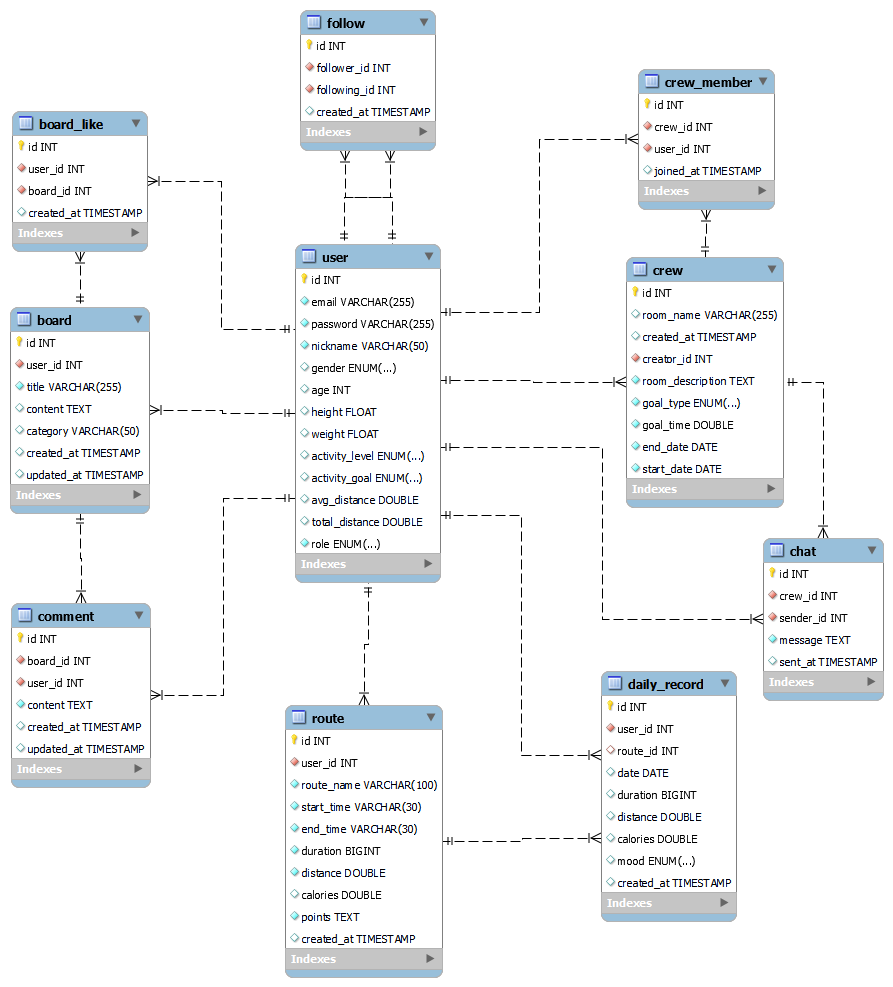 follow
id INT
follower_id INT
following_id INT
created_at TIMESTAMP
Indexes
crew_member
id INT
crew_id INT
user_id INT
joined_at TIMESTAMP
Indexes
board_like
id INT
user_id INT
board_id INT
created_at TIMESTAMP
Indexes
user
id INT
email VARCHAR(255)
password VARCHAR(255)
nickname VARCHAR(50)
gender ENUM(...)
age INT
height FLOAT
weight FLOAT
activity_level ENUM(...)
activity_goal ENUM(...)
avg_distance DOUBLE
total_distance DOUBLE
role ENUM(...)
Indexes
crew
id INT
room_name VARCHAR(255)
created_at TIMESTAMP
creator_id INT
room_description TEXT
goal_type ENUM(...)
goal_time DOUBLE
end_date DATE
start_date DATE
Indexes
board
id INT
user_id INT
title VARCHAR(255)
content TEXT
category VARCHAR(50)
created_at TIMESTAMP
updated_at TIMESTAMP
Indexes
chat
id INT
crew_id INT
sender_id INT
message TEXT
sent_at TIMESTAMP
Indexes
comment
id INT
board_id INT
user_id INT
content TEXT
created_at TIMESTAMP
updated_at TIMESTAMP
Indexes
daily_record
id INT
user_id INT
route_id INT
date DATE
duration BIGINT
distance DOUBLE
calories DOUBLE
mood ENUM(...)
created_at TIMESTAMP
Indexes
route
id INT
user_id INT
route_name VARCHAR(100)
start_time VARCHAR(30)
end_time VARCHAR(30)
duration BIGINT
distance DOUBLE
calories DOUBLE
points TEXT
created_at TIMESTAMP
Indexes